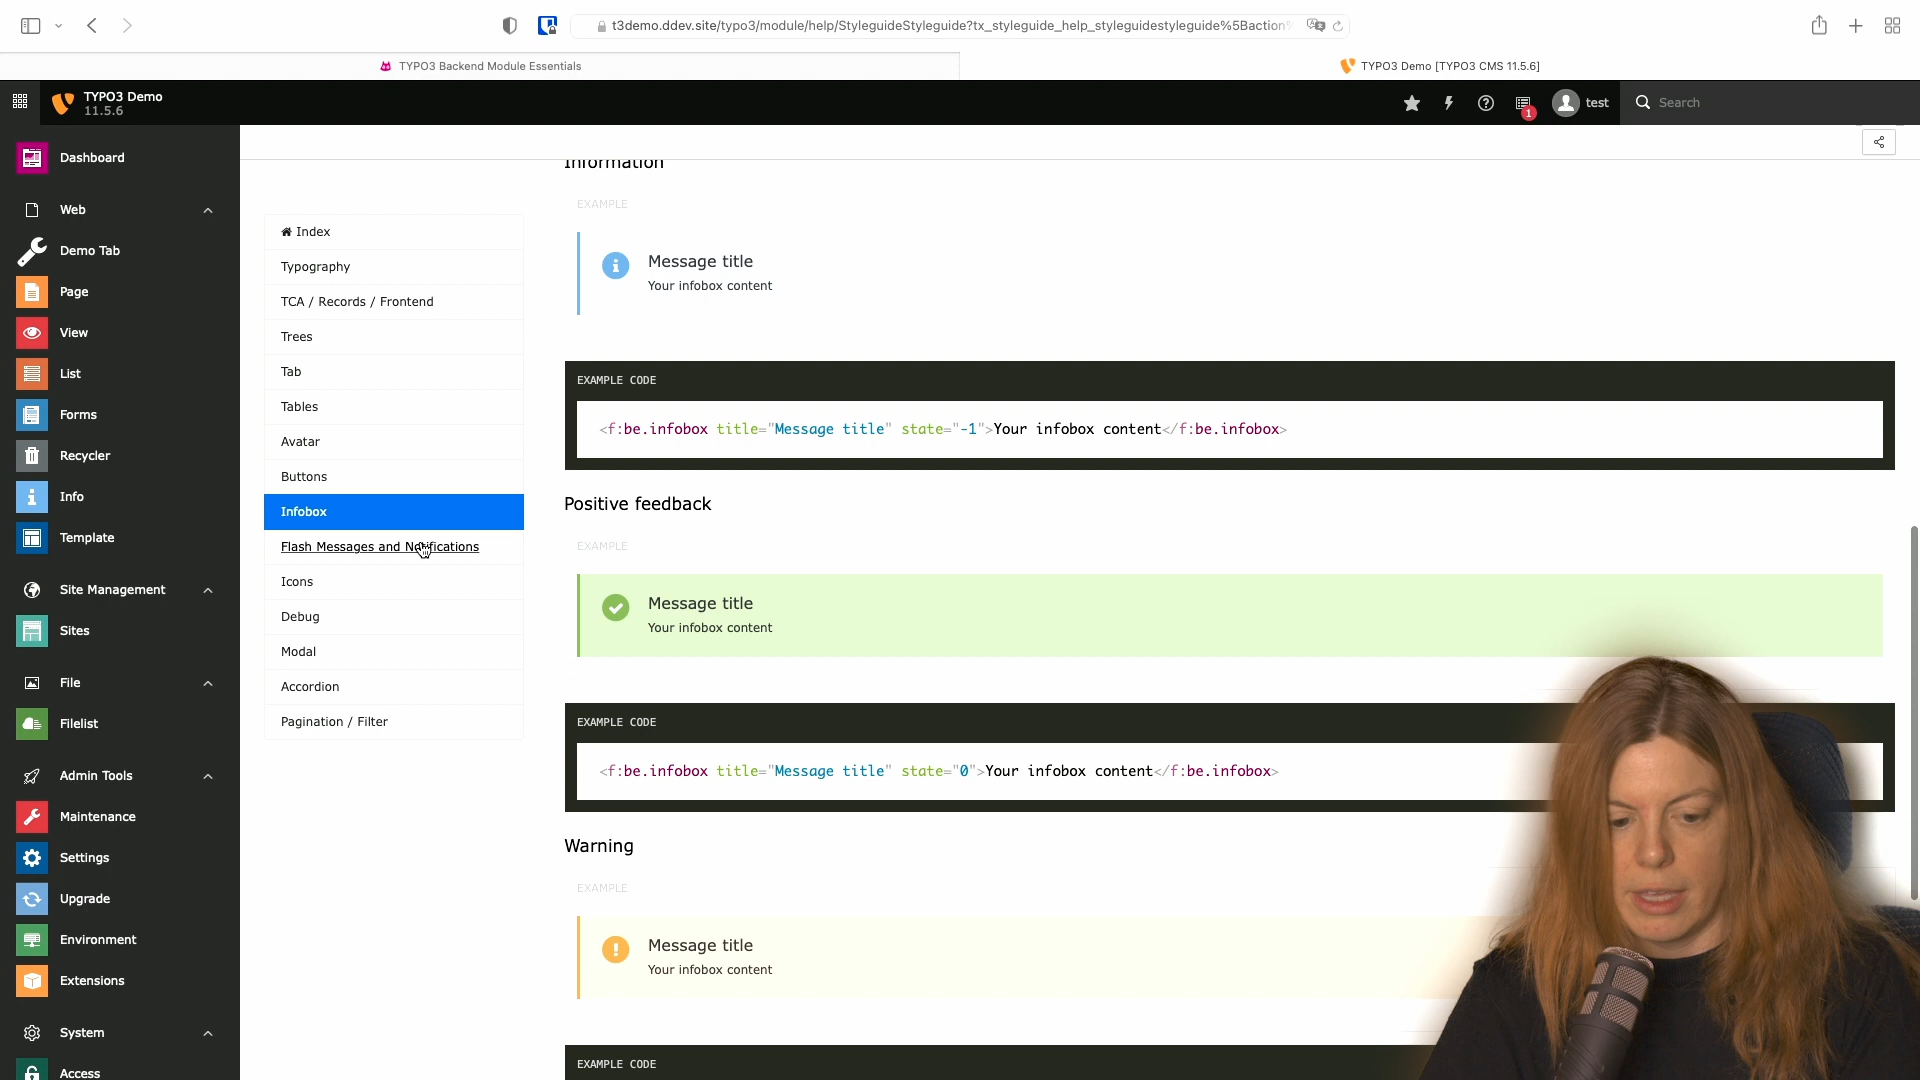 t3demo.ddev.site/typo3/module/help/StyleguideStyleguide?tx_styleguide_help_styleguidestyleguide%5Baction
TYPO3 Backend Module Essentials
TYPO3 Demo [TYPO3 CMS 11.5.6]
TYPO3 Demo
11.5.6
1
test
Search
Dashboard
Web
Demo Tab
Page
View
List
Forms
Recycler
Info
Template
Site Management
Sites
File
Filelist
Admin Tools
Maintenance
Settings
Upgrade
Environment
Extensions
System
Access
Index
Typography
TCA / Records / Frontend
Trees
Tab
Tables
Avatar
Buttons
Infobox
Flash Messages and Notifications
Icons
Debug
Modal
Accordion
Pagination / Filter
Information
EXAMPLE
Message title
Your infobox content
EXAMPLE CODE
<f:be.infobox title="Message title" state="-1">Your infobox content</f:be.infobox>
Positive feedback
EXAMPLE
Message title
Your infobox content
EXAMPLE CODE
<f:be.infobox title="Message title" state="0">Your infobox content</f:be.infobox>
Warning
EXAMPLE
Message title
Your infobox content
EXAMPLE CODE